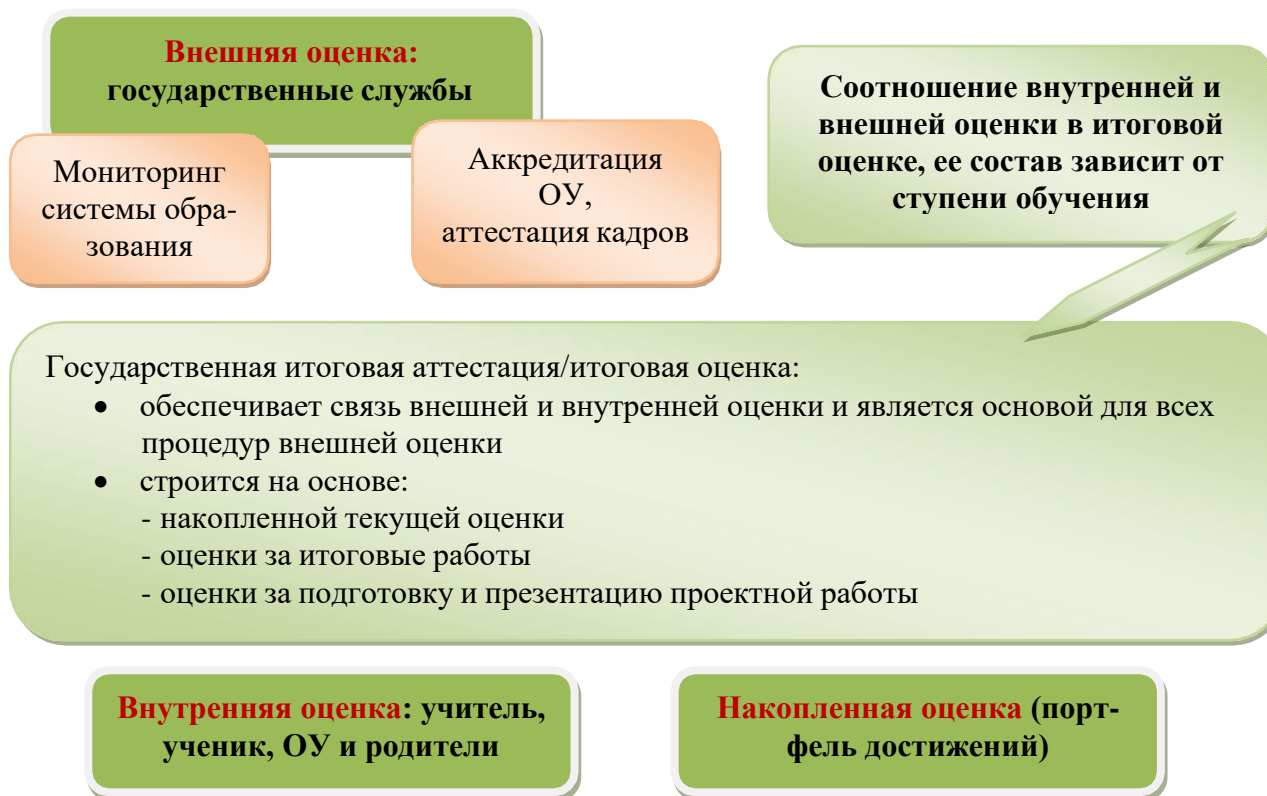 Внешняя оценка:
государственные службы
Мониторинг
системы обра-
зования
Аккредитация
ОУ,
аттестация кадров
Соотношение внутренней и
внешней оценки в итоговой
оценке, ее состав зависит от
ступени обучения
Государственная итоговая аттестация/итоговая оценка:
• обеспечивает связь внешней и внутренней оценки и является основой для всех
процедур внешней оценки
• строится на основе:
- накопленной текущей оценки
- оценки за итоговые работы
- оценки за подготовку и презентацию проектной работы
Внутренняя оценка: учитель,
ученик, ОУ и родители
Накопленная оценка (порт-
фель достижений)